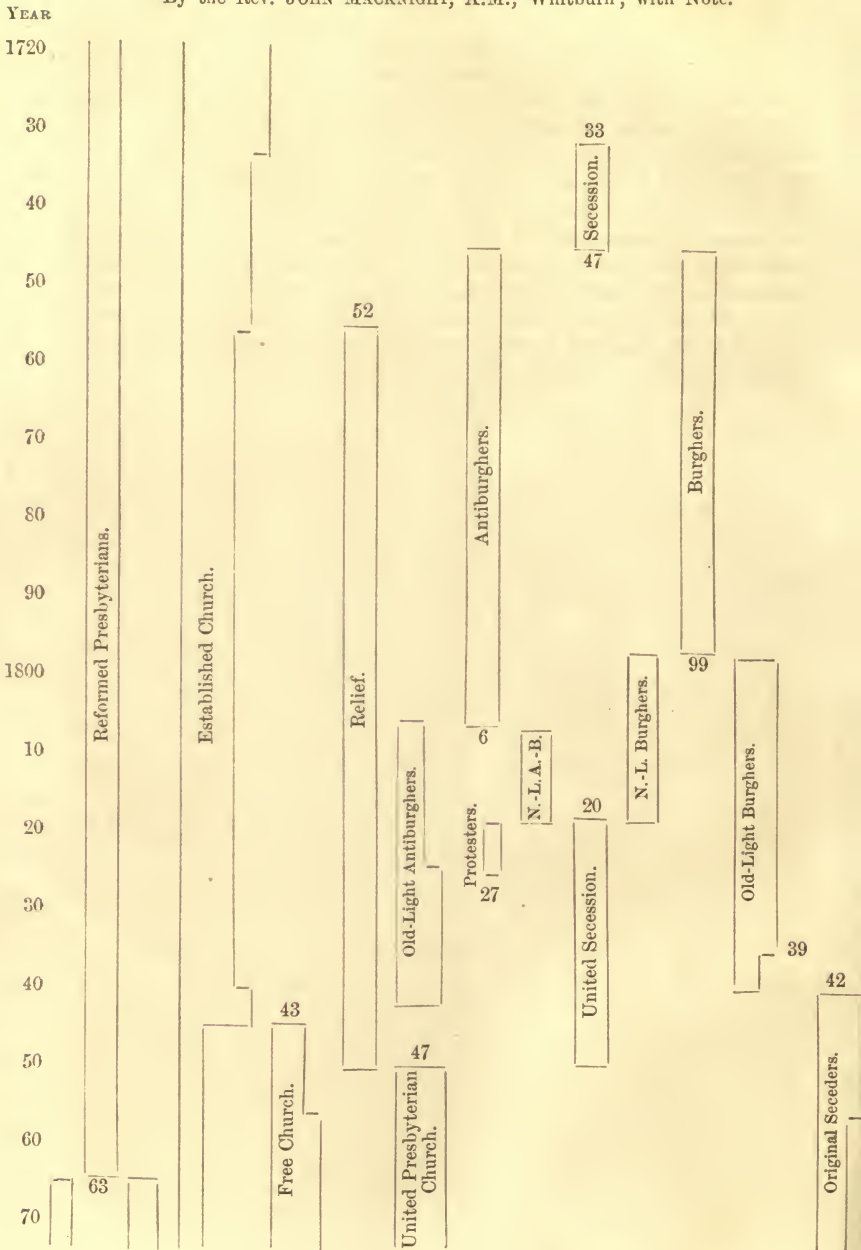 By the Rev. JOHN MACKNIGHT, A.M., Whitburn, with Note.
YEAR
1720
30
40
50
60
70
80
90
1800
10
20
30
40
50
60
70
Reformed Presbyterians.
63
Established Church.
43
Free Church.
52
Relief.
Old-Light Antiburghers.
47
United Presbyterian
Church.
Antiburghers.
6
Protesters.
27
N.-L. A.-B.
33
Secession.
47
20
United Secession.
N.-L. Burghers.
Burghers.
99
Old-Light Burghers.
39
42
Original Seceders.